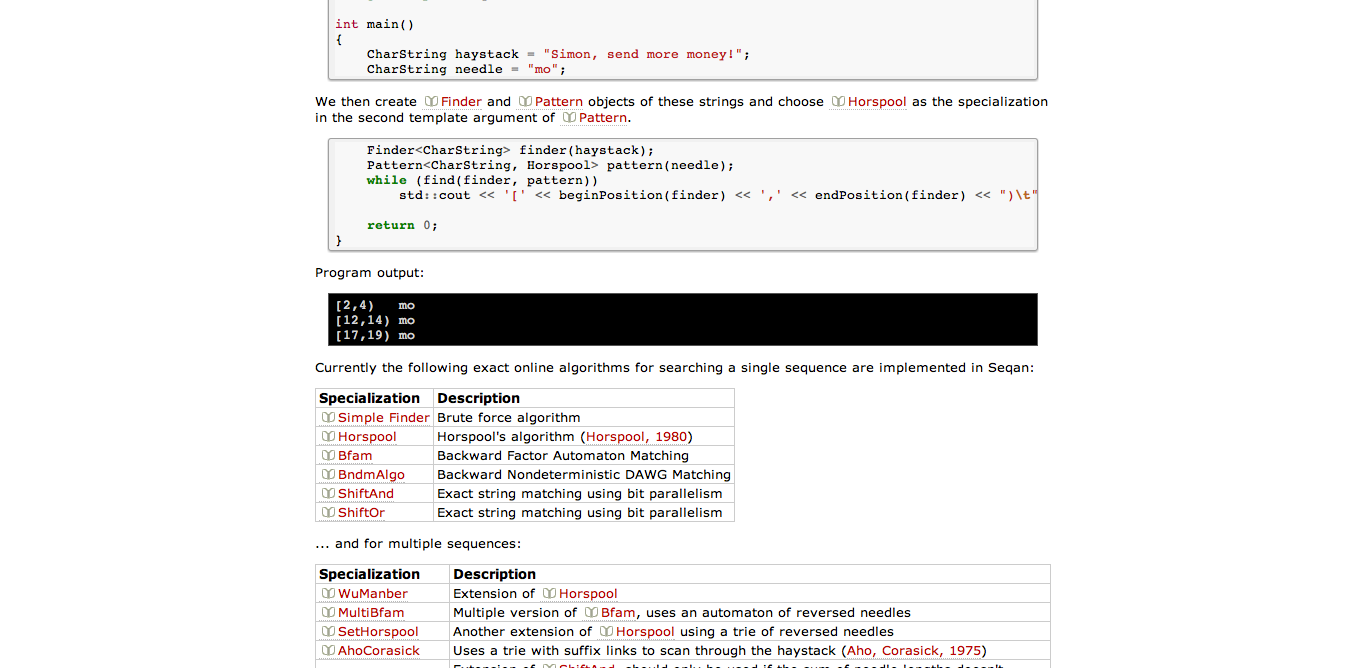 int main()
{
CharString haystack = "Simon, send more money!";
CharString needle = "mo";
We then create Finder and Pattern objects of these strings and choose Horspool as the specialization
in the second template argument of Pattern.
Finder<CharString> finder(haystack);
Pattern<CharString, Horspool> pattern(needle);
while (find(finder, pattern))
std::cout << '[' << beginPosition(finder) << ',' << endPosition(finder) << ")\t"
return 0;
}
Program output:
[2,4) mo
[12,14) mo
[17,19) mo
Currently the following exact online algorithms for searching a single sequence are implemented in Seqan:
Specialization Description
Simple Finder Brute force algorithm
Horspool Horspool's algorithm (Horspool, 1980)
Bfam Backward Factor Automaton Matching
BndmAlgo Backward Nondeterministic DAWG Matching
ShiftAnd Exact string matching using bit parallelism
ShiftOr Exact string matching using bit parallelism
... and for multiple sequences:
Specialization Description
WuManber Extension of Horspool
MultiBfam Multiple version of Bfam, uses an automaton of reversed needles
SetHorspool Another extension of Horspool using a trie of reversed needles
AhoCorasick Uses a trie with suffix links to scan through the haystack (Aho, Corasick, 1975)